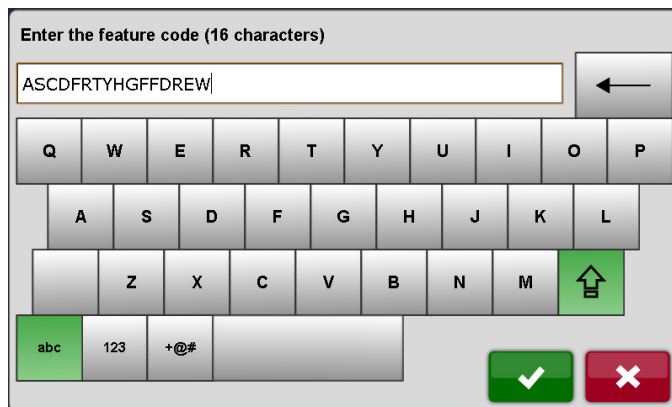 Enter the feature code (16 characters)
ASCDFRTYHGFFDREW
Q W E R T Y U I O P
A S D F G H J K L
Z X C V B N M
abc 123 +@#